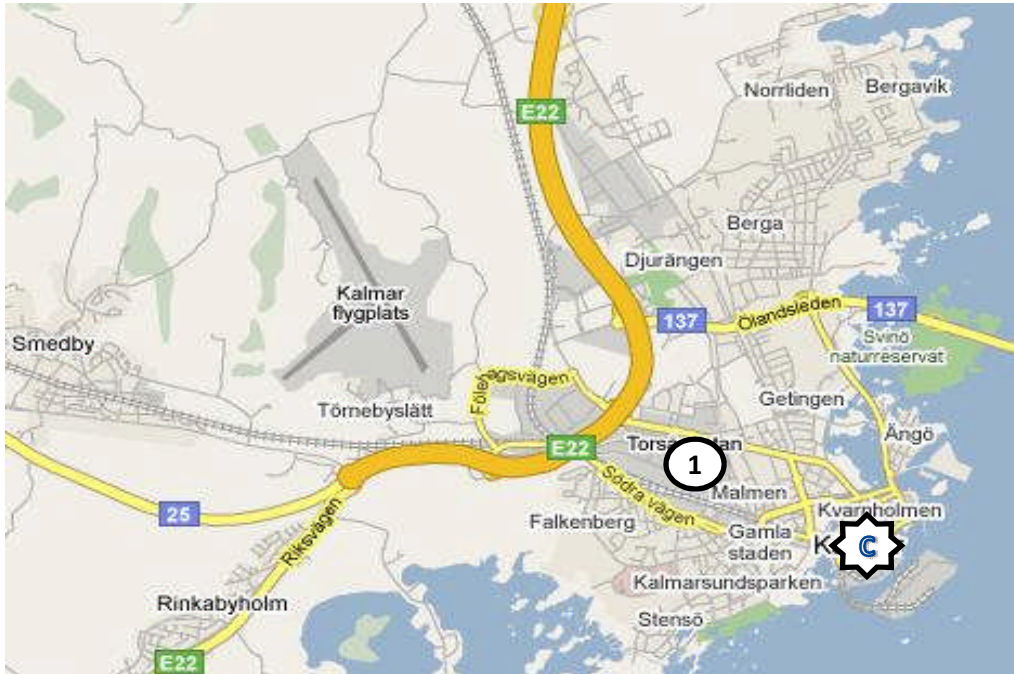 E22
Norrliden
Bergavik
Berga
Djurängen
Kalmar
flygplats
137
Ölandsleden
137
Svinö
naturreservat
Smedby
Törnebyslätt
Getingen
Ängö
E22
1
Malmen
Södra vägen
Kvarnholmen
25
Falkenberg
Gamla
staden
C
Riksvägen
Kalmarsundsparken
Rinkabyholm
Stensö
E22